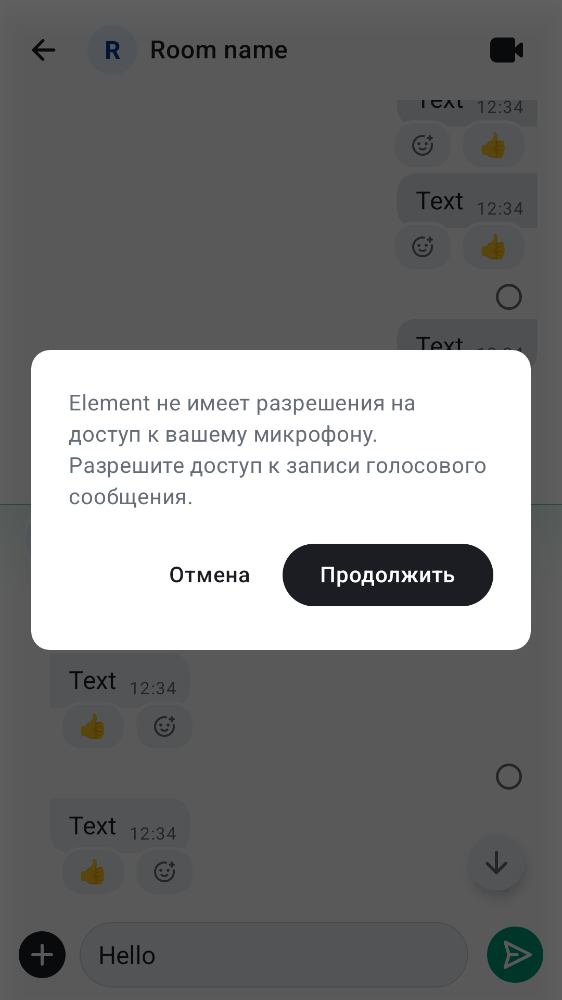 R Room name
Text 12:34
Text 12:34
Text
Element не имеет разрешения на
доступ к вашему микрофону.
Разрешите доступ к записи голосового
сообщения.
Отмена Продолжить
Text 12:34
Text 12:34
Hello